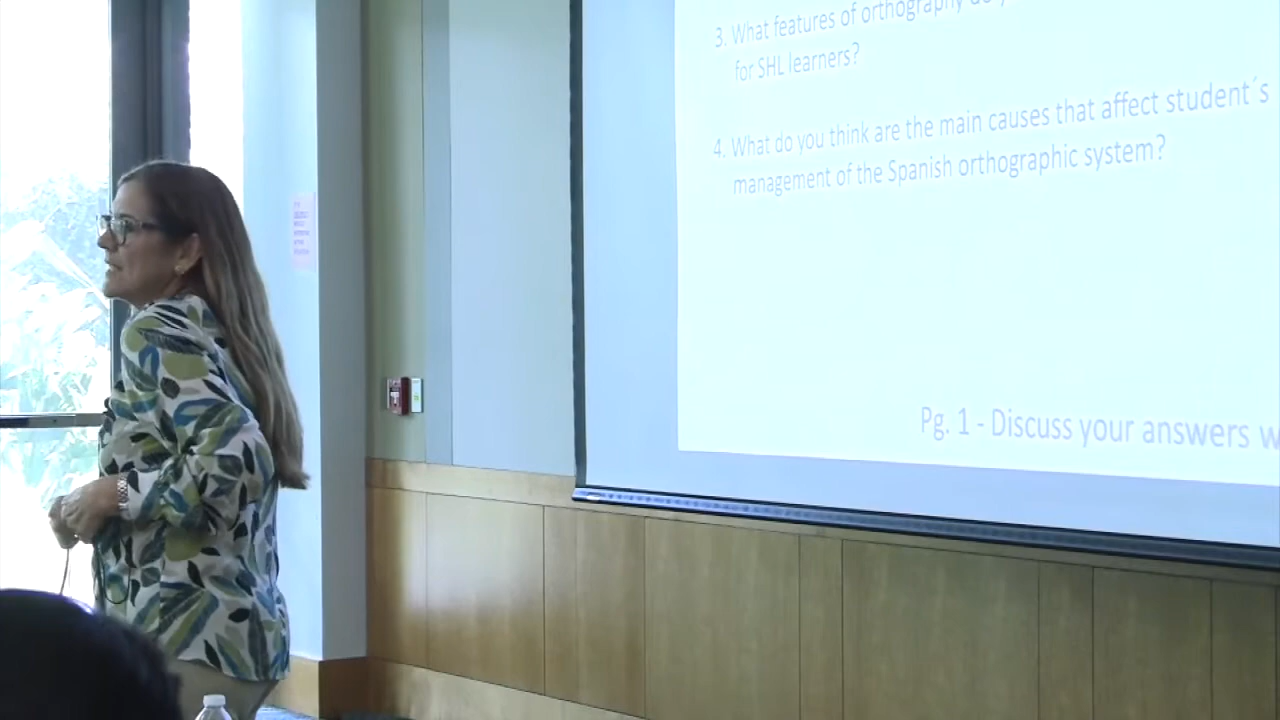 3. What features of orthography do
for SHL learners?
4. What do you think are the main causes that affect student´s
management of the Spanish orthographic system?
Pg. 1 - Discuss your answers